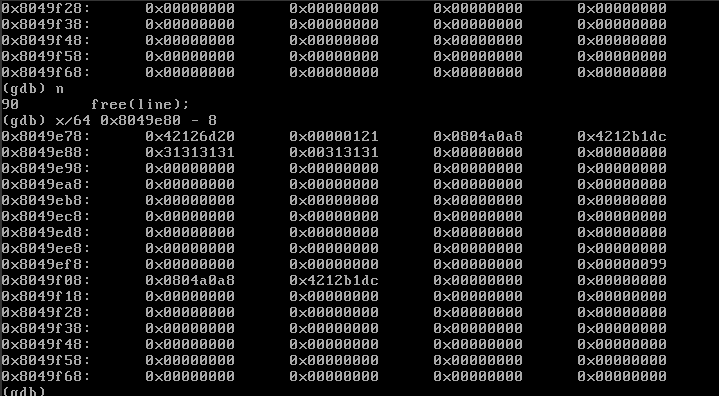 0x8049f28: 0x00000000 0x00000000 0x00000000 0x00000000
0x8049f38: 0x00000000 0x00000000 0x00000000 0x00000000
0x8049f48: 0x00000000 0x00000000 0x00000000 0x00000000
0x8049f58: 0x00000000 0x00000000 0x00000000 0x00000000
0x8049f68: 0x00000000 0x00000000 0x00000000 0x00000000
(gdb) n
90 free(line);
(gdb) x/64 0x8049e80 - 8
0x8049e78: 0x42126d20 0x00000121 0x0804a0a8 0x4212b1dc
0x8049e88: 0x31313131 0x00313131 0x00000000 0x00000000
0x8049e98: 0x00000000 0x00000000 0x00000000 0x00000000
0x8049ea8: 0x00000000 0x00000000 0x00000000 0x00000000
0x8049eb8: 0x00000000 0x00000000 0x00000000 0x00000000
0x8049ec8: 0x00000000 0x00000000 0x00000000 0x00000000
0x8049ed8: 0x00000000 0x00000000 0x00000000 0x00000000
0x8049ee8: 0x00000000 0x00000000 0x00000000 0x00000000
0x8049ef8: 0x00000000 0x00000000 0x00000000 0x00000099
0x8049f08: 0x0804a0a8 0x4212b1dc 0x00000000 0x00000000
0x8049f18: 0x00000000 0x00000000 0x00000000 0x00000000
0x8049f28: 0x00000000 0x00000000 0x00000000 0x00000000
0x8049f38: 0x00000000 0x00000000 0x00000000 0x00000000
0x8049f48: 0x00000000 0x00000000 0x00000000 0x00000000
0x8049f58: 0x00000000 0x00000000 0x00000000 0x00000000
0x8049f68: 0x00000000 0x00000000 0x00000000 0x00000000
(gdb)